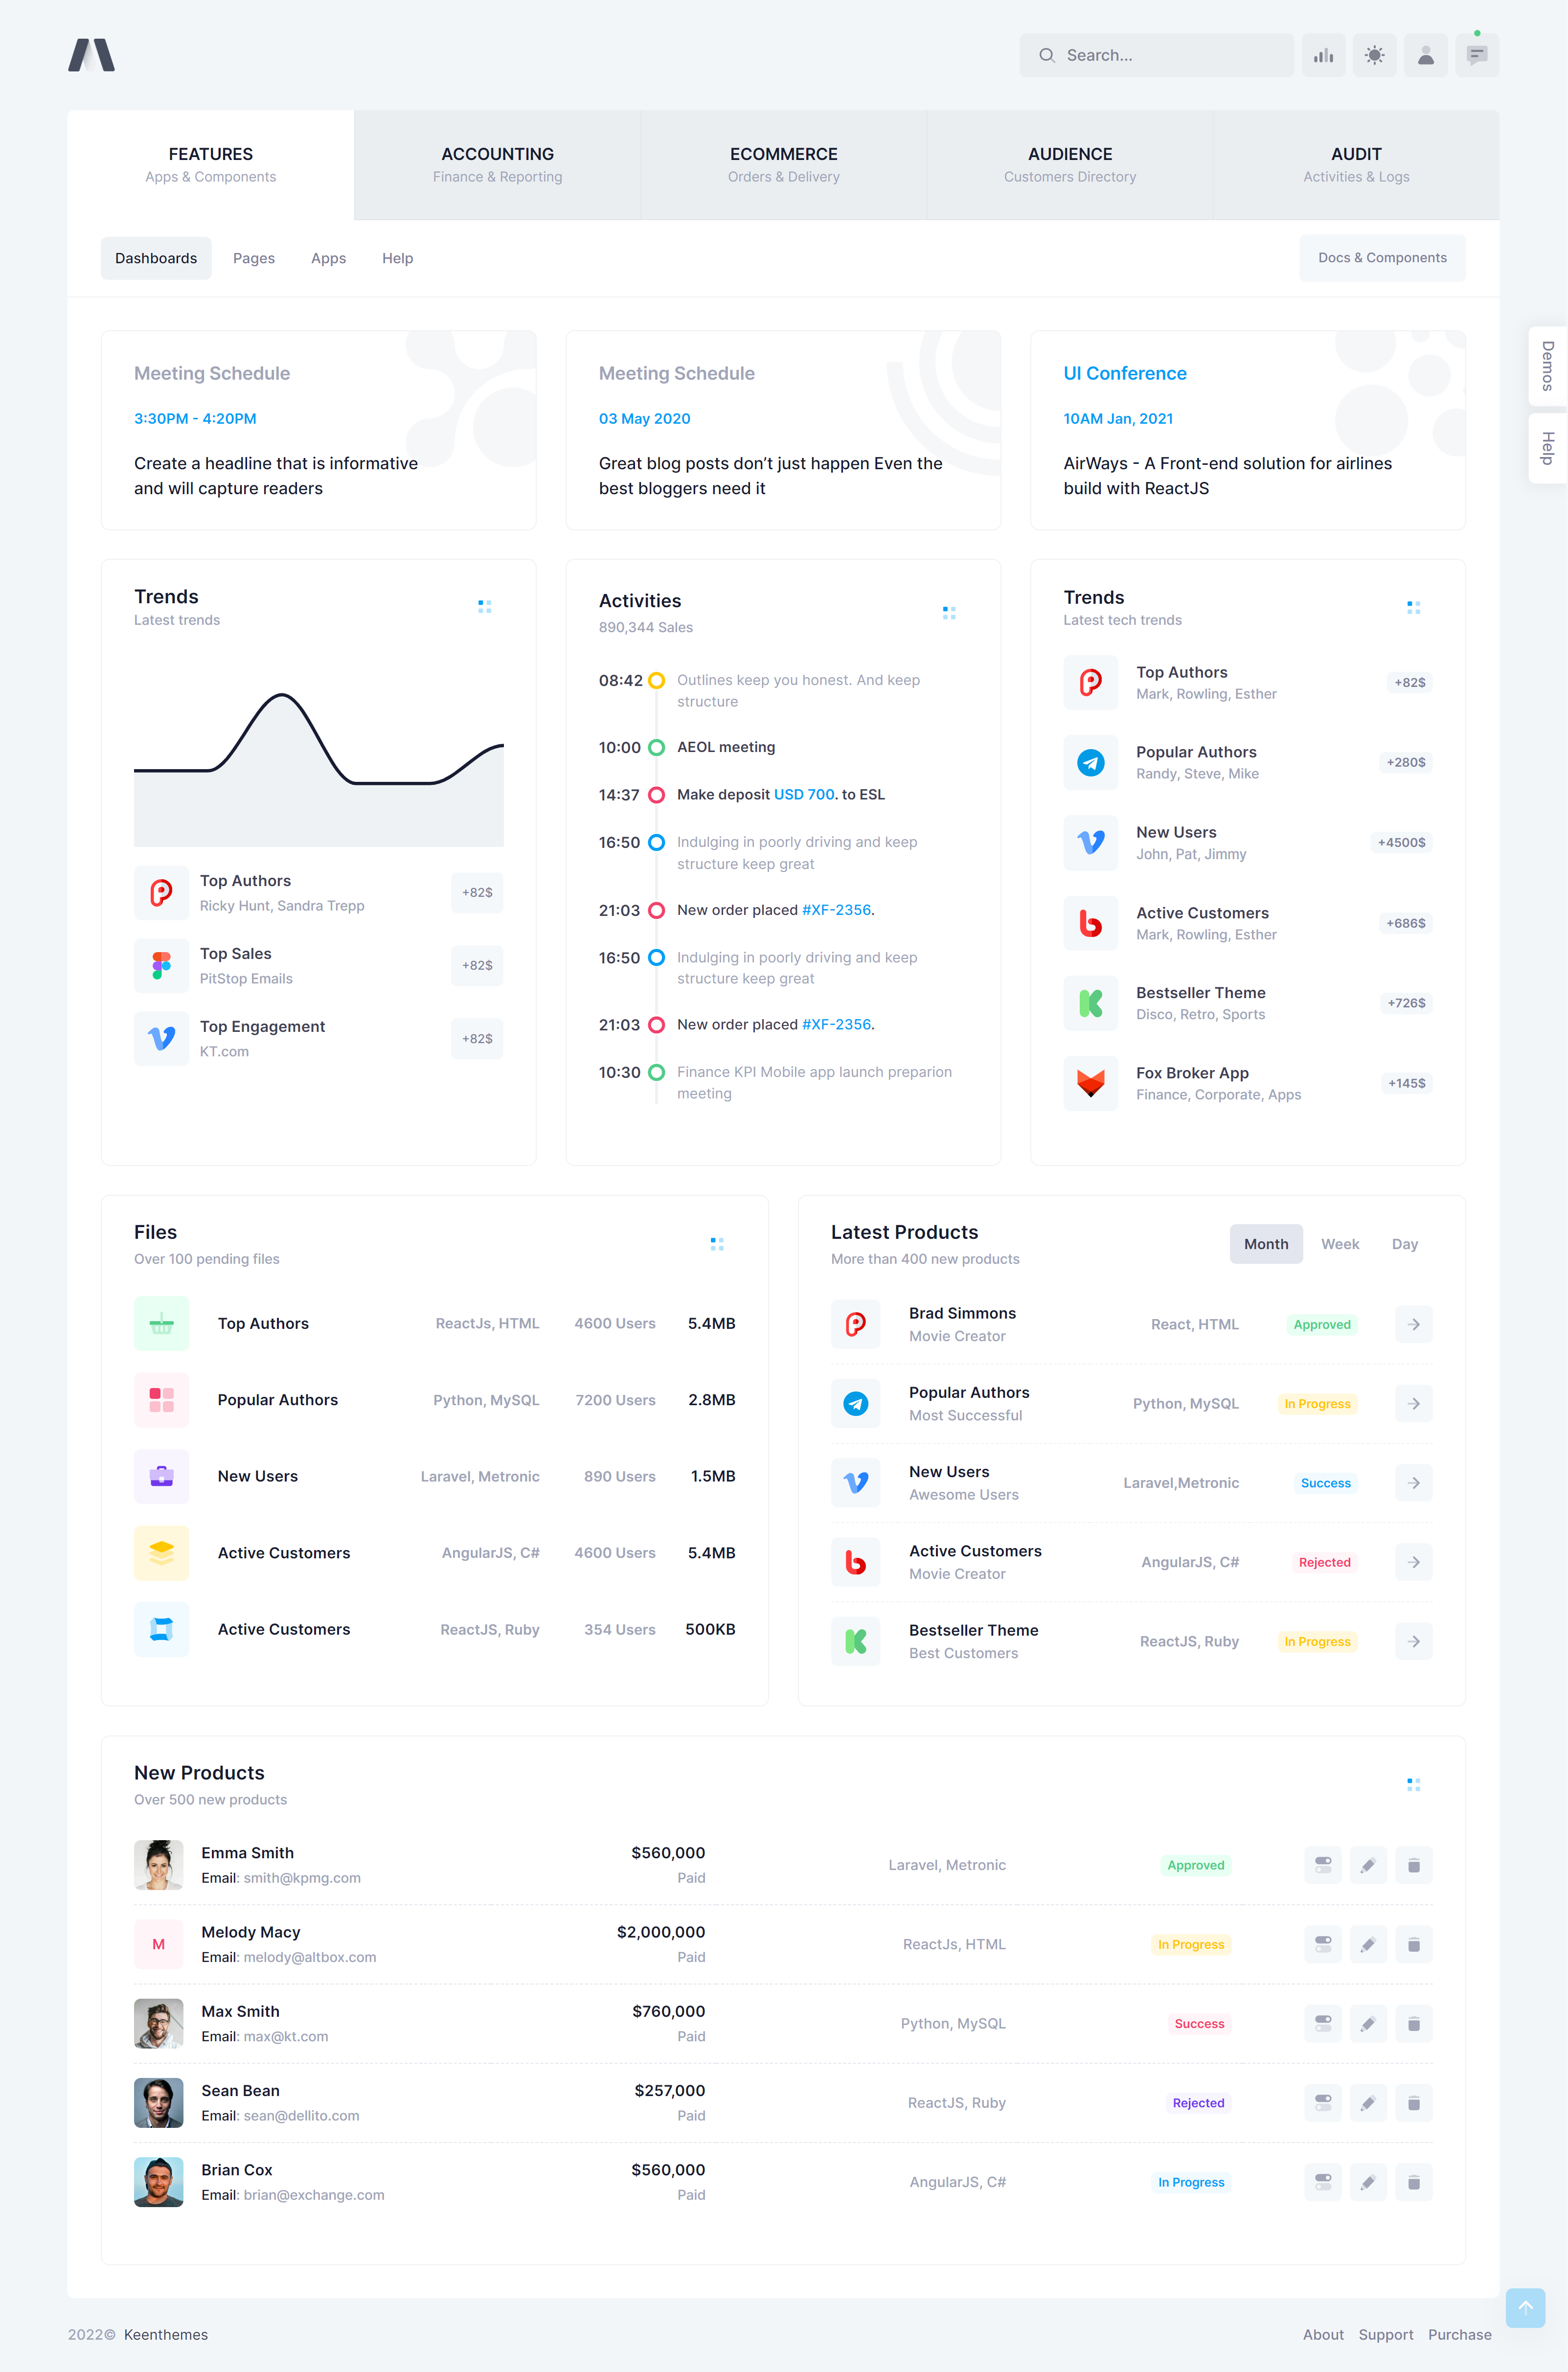 Search...
FEATURES
Apps & Components
ACCOUNTING
Finance & Reporting
ECOMMERCE
Orders & Delivery
AUDIENCE
Customers Directory
AUDIT
Activities & Logs
Dashboards
Pages
Apps
Help
Docs & Components
Demos
Help
Meeting Schedule
3:30PM - 4:20PM
Create a headline that is informative
and will capture readers
Meeting Schedule
03 May 2020
Great blog posts don’t just happen Even the
best bloggers need it
UI Conference
10AM Jan, 2021
AirWays - A Front-end solution for airlines
build with ReactJS
Trends
Latest trends
Top Authors
Ricky Hunt, Sandra Trepp
+82$
Top Sales
PitStop Emails
+82$
Top Engagement
KT.com
+82$
Activities
890,344 Sales
08:42 Outlines keep you honest. And keep
structure
10:00 AEOL meeting
14:37 Make deposit USD 700. to ESL
16:50 Indulging in poorly driving and keep
structure keep great
21:03 New order placed #XF-2356.
16:50 Indulging in poorly driving and keep
structure keep great
21:03 New order placed #XF-2356.
10:30 Finance KPI Mobile app launch preparion
meeting
Trends
Latest tech trends
Top Authors
Mark, Rowling, Esther
+82$
Popular Authors
Randy, Steve, Mike
+280$
New Users
John, Pat, Jimmy
+4500$
Active Customers
Mark, Rowling, Esther
+686$
Bestseller Theme
Disco, Retro, Sports
+726$
Fox Broker App
Finance, Corporate, Apps
+145$
Files
Over 100 pending files
Top Authors ReactJs, HTML 4600 Users 5.4MB
Popular Authors Python, MySQL 7200 Users 2.8MB
New Users Laravel, Metronic 890 Users 1.5MB
Active Customers AngularJS, C# 4600 Users 5.4MB
Active Customers ReactJS, Ruby 354 Users 500KB
Latest Products
More than 400 new products
Month Week Day
Brad Simmons
Movie Creator
React, HTML Approved
Popular Authors
Most Successful
Python, MySQL In Progress
New Users
Awesome Users
Laravel,Metronic Success
Active Customers
Movie Creator
AngularJS, C# Rejected
Bestseller Theme
Best Customers
ReactJS, Ruby In Progress
New Products
Over 500 new products
Emma Smith
Email: smith@kpmg.com
$560,000
Paid
Laravel, Metronic Approved
M
Melody Macy
Email: melody@altbox.com
$2,000,000
Paid
ReactJs, HTML In Progress
Max Smith
Email: max@kt.com
$760,000
Paid
Python, MySQL Success
Sean Bean
Email: sean@dellito.com
$257,000
Paid
ReactJS, Ruby Rejected
Brian Cox
Email: brian@exchange.com
$560,000
Paid
AngularJS, C# In Progress
2022© Keenthemes
About Support Purchase